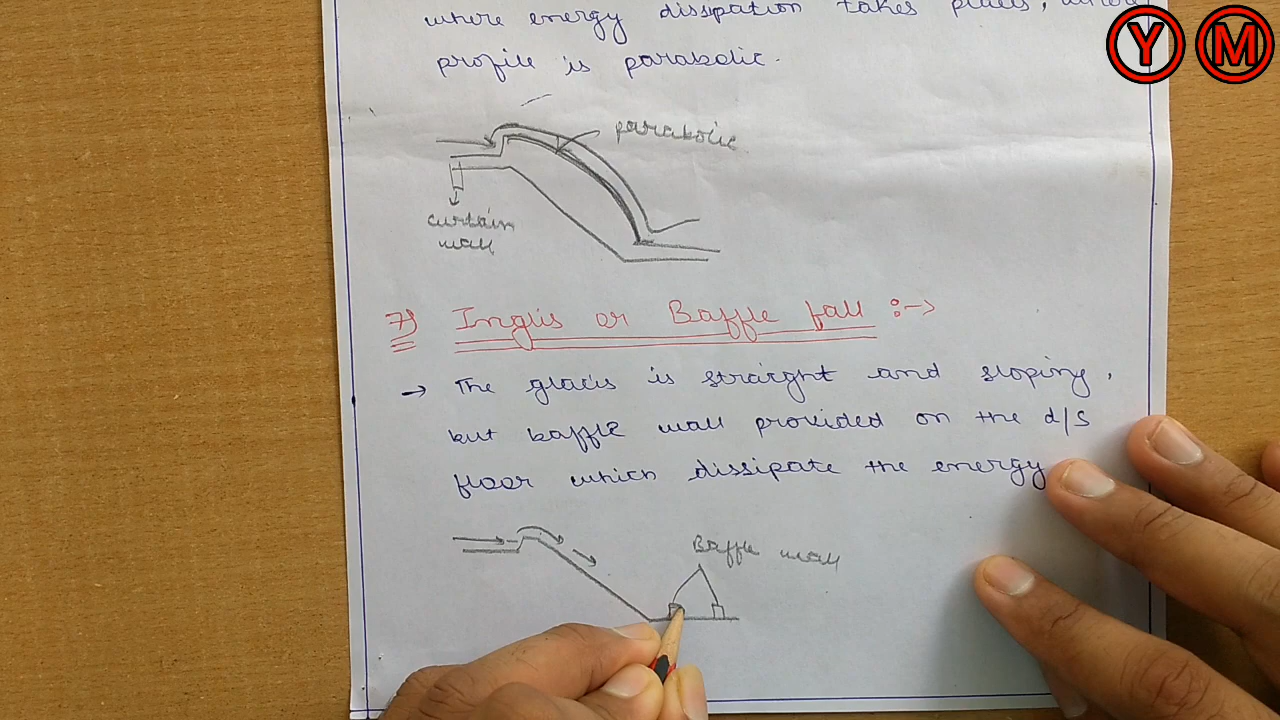 where energy dissipation takes places,
profile is parabolic.
parabolic
curtain
wall
7) Inglis or Baffle fall :->
→ The glacis is straight and sloping,
but baffle wall provided on the d/s
floor which dissipate the energy
Baffle wall
Y M